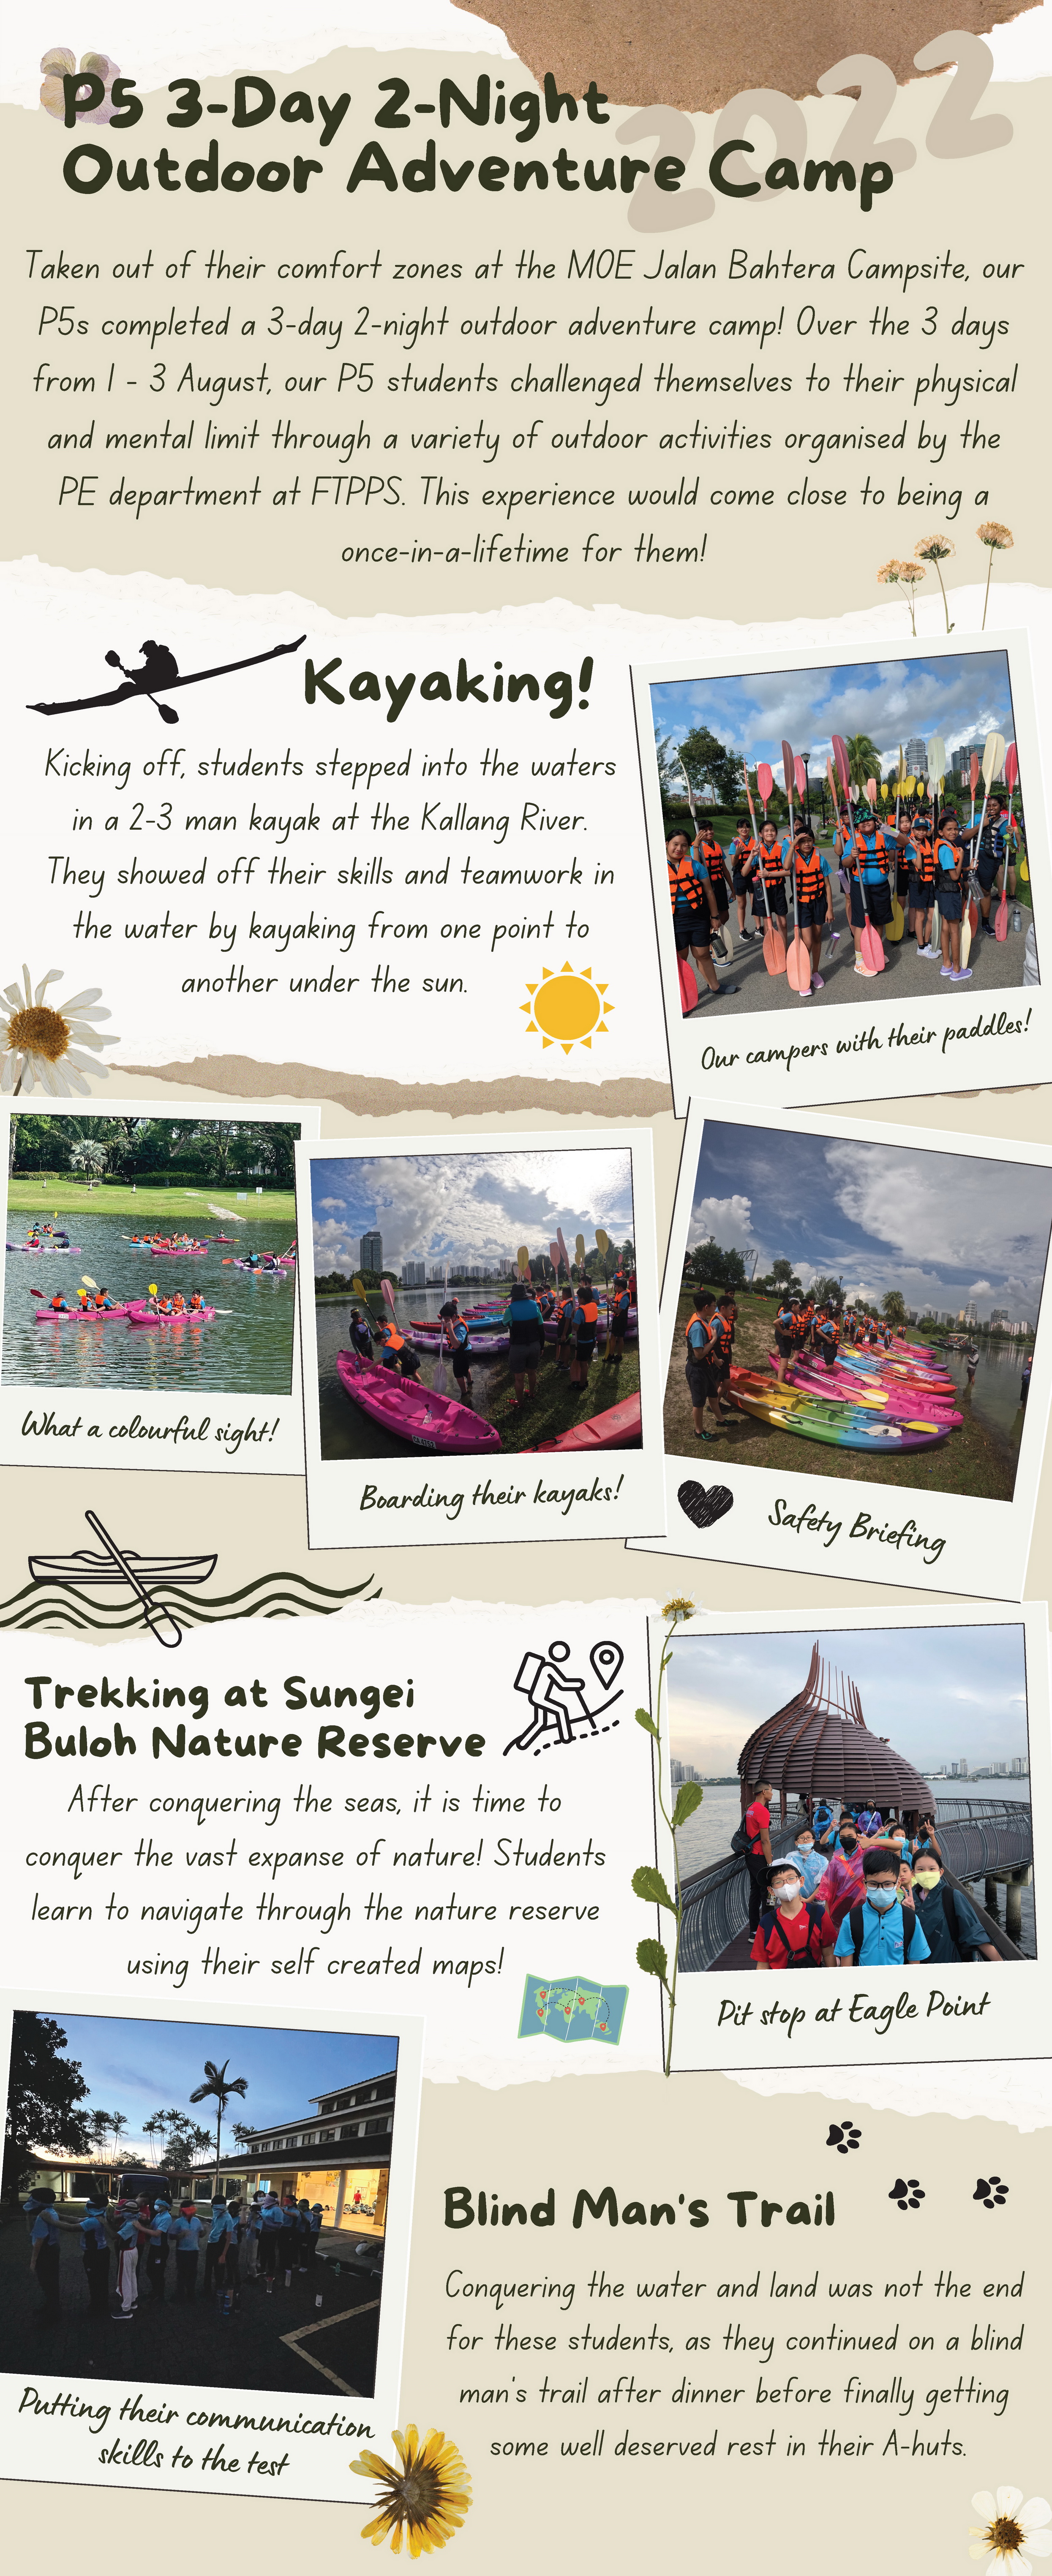 2022
P5 3-Day 2-Night
Outdoor Adventure Camp
Taken out of their comfort zones at the MOE Jalan Bahtera Campsite, our
P5s completed a 3-day 2-night outdoor adventure camp! Over the 3 days
from 1 - 3 August, our P5 students challenged themselves to their physical
and mental limit through a variety of outdoor activities organised by the
PE department at FTPPS. This experience would come close to being a
once-in-a-lifetime for them!
Kayaking!
Kicking off, students stepped into the waters
in a 2-3 man kayak at the Kallang River.
They showed off their skills and teamwork in
the water by kayaking from one point to
another under the sun.
Our campers with their paddles!
What a colourful sight!
Boarding their kayaks!
Safety Briefing
Trekking at Sungei
Buloh Nature Reserve
After conquering the seas, it is time to
conquer the vast expanse of nature! Students
learn to navigate through the nature reserve
using their self created maps!
Pit stop at Eagle Point
Putting their communication
skills to the test
Blind Man's Trail
Conquering the water and land was not the end
for these students, as they continued on a blind
man's trail after dinner before finally getting
some well deserved rest in their A-huts.